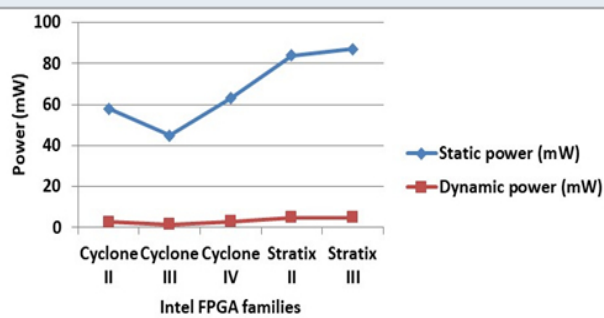 100
80
60
40
20
0
Power (mW)
Cyclone Cyclone Cyclone Stratix Stratix
II III IV II III
Intel FPGA families
Static power (mW)
Dynamic power (mW)